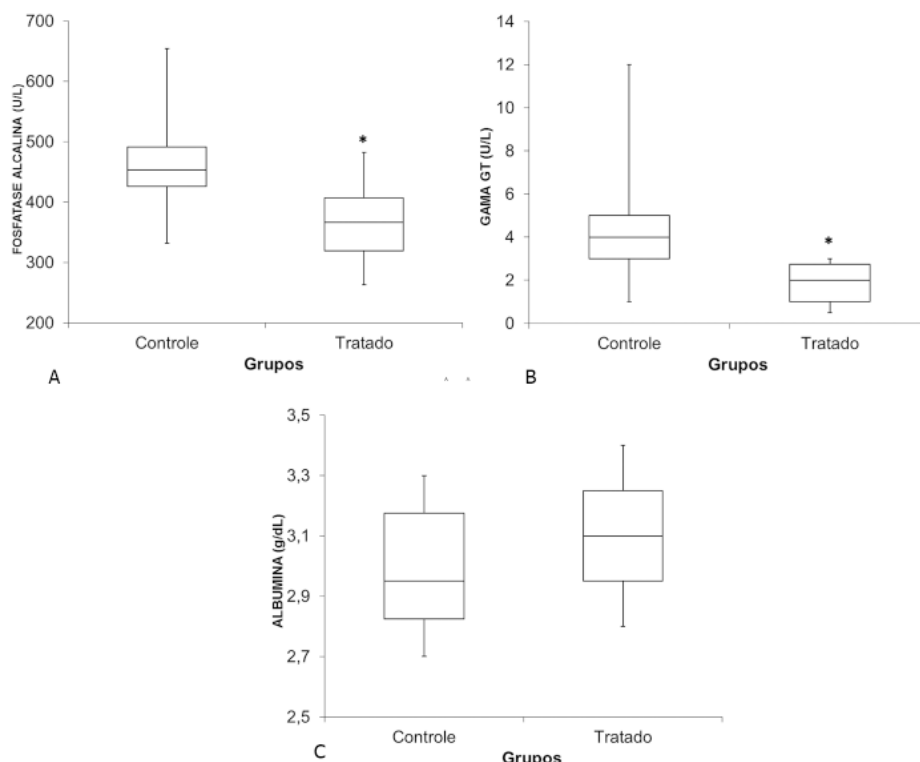 FOSFATASE ALCALINA (U/L)
700
600
500
400
300
200
*
Controle
Tratado
Grupos
A
GAMA GT (U/L)
14
12
10
8
6
4
2
0
*
Controle
Tratado
Grupos
B
ALBUMINA (g/dL)
3,5
3,3
3,1
2,9
2,7
2,5
Controle
Tratado
Grupos
C